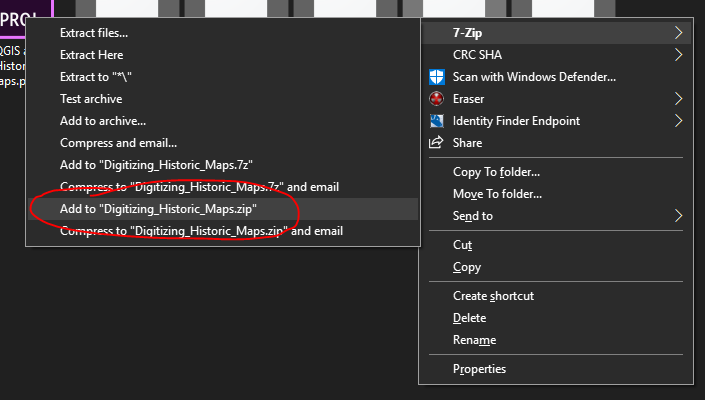 PROJ
QGIS a
Histor
aps.p
Extract files...
Extract Here
Extract to "*\"
Test archive
Add to archive...
Compress and email...
Add to "Digitizing_Historic_Maps.7z"
Compress to "Digitizing_Historic_Maps.7z" and email
Add to "Digitizing_Historic_Maps.zip"
Compress to "Digitizing_Historic_Maps.zip" and email
7-Zip
CRC SHA
Scan with Windows Defender...
Eraser
Identity Finder Endpoint
Share
Copy To folder...
Move To folder...
Send to
Cut
Copy
Create shortcut
Delete
Rename
Properties